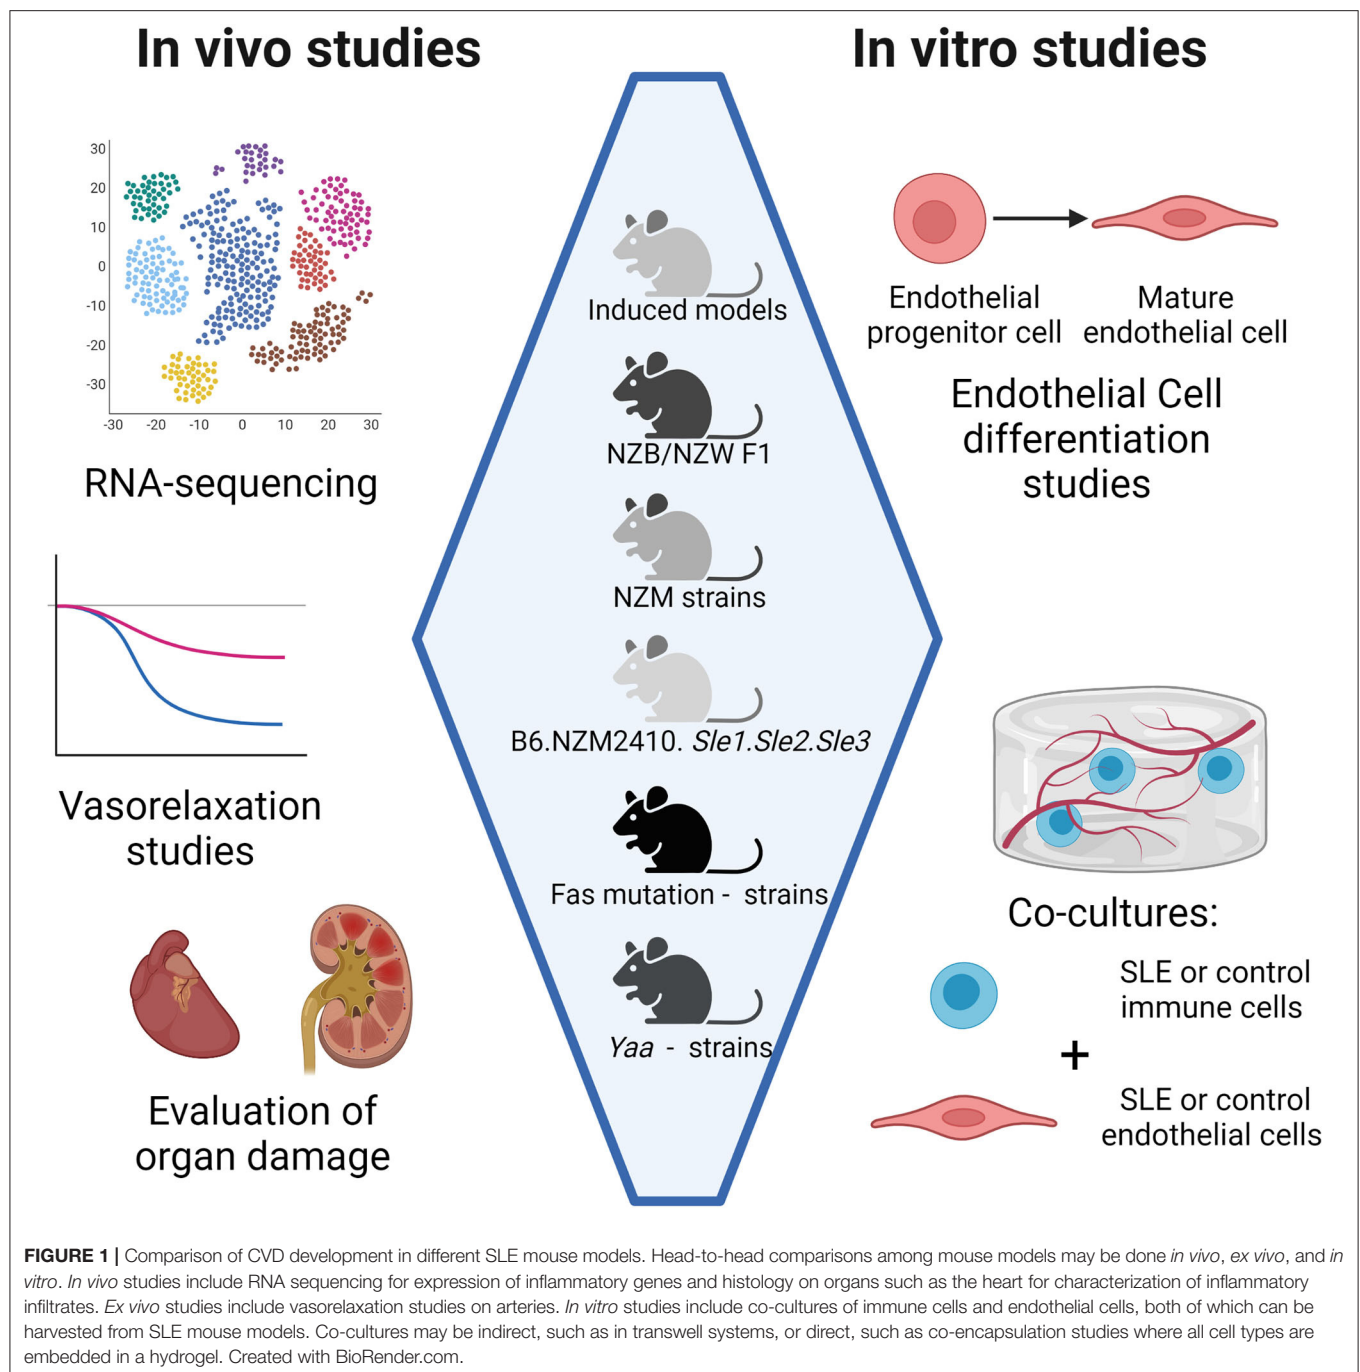 In vivo studies
In vitro studies
30
20
10
0
-10
-20
-30
-30 -20 -10 0 10 20 30
RNA-sequencing
Vasorelaxation
studies
Evaluation of
organ damage
Induced models
NZB/NZW F1
NZM strains
B6.NZM2410. Sle1.Sle2.Sle3
Fas mutation - strains
Yaa - strains
Endothelial
progenitor cell
Mature
endothelial cell
Endothelial Cell
differentiation
studies
Co-cultures:
SLE or control
immune cells
+
SLE or control
endothelial cells
FIGURE 1 | Comparison of CVD development in different SLE mouse models. Head-to-head comparisons among mouse models may be done in vivo, ex vivo, and in
vitro. In vivo studies include RNA sequencing for expression of inflammatory genes and histology on organs such as the heart for characterization of inflammatory
infiltrates. Ex vivo studies include vasorelaxation studies on arteries. In vitro studies include co-cultures of immune cells and endothelial cells, both of which can be
harvested from SLE mouse models. Co-cultures may be indirect, such as in transwell systems, or direct, such as co-encapsulation studies where all cell types are
embedded in a hydrogel. Created with BioRender.com.